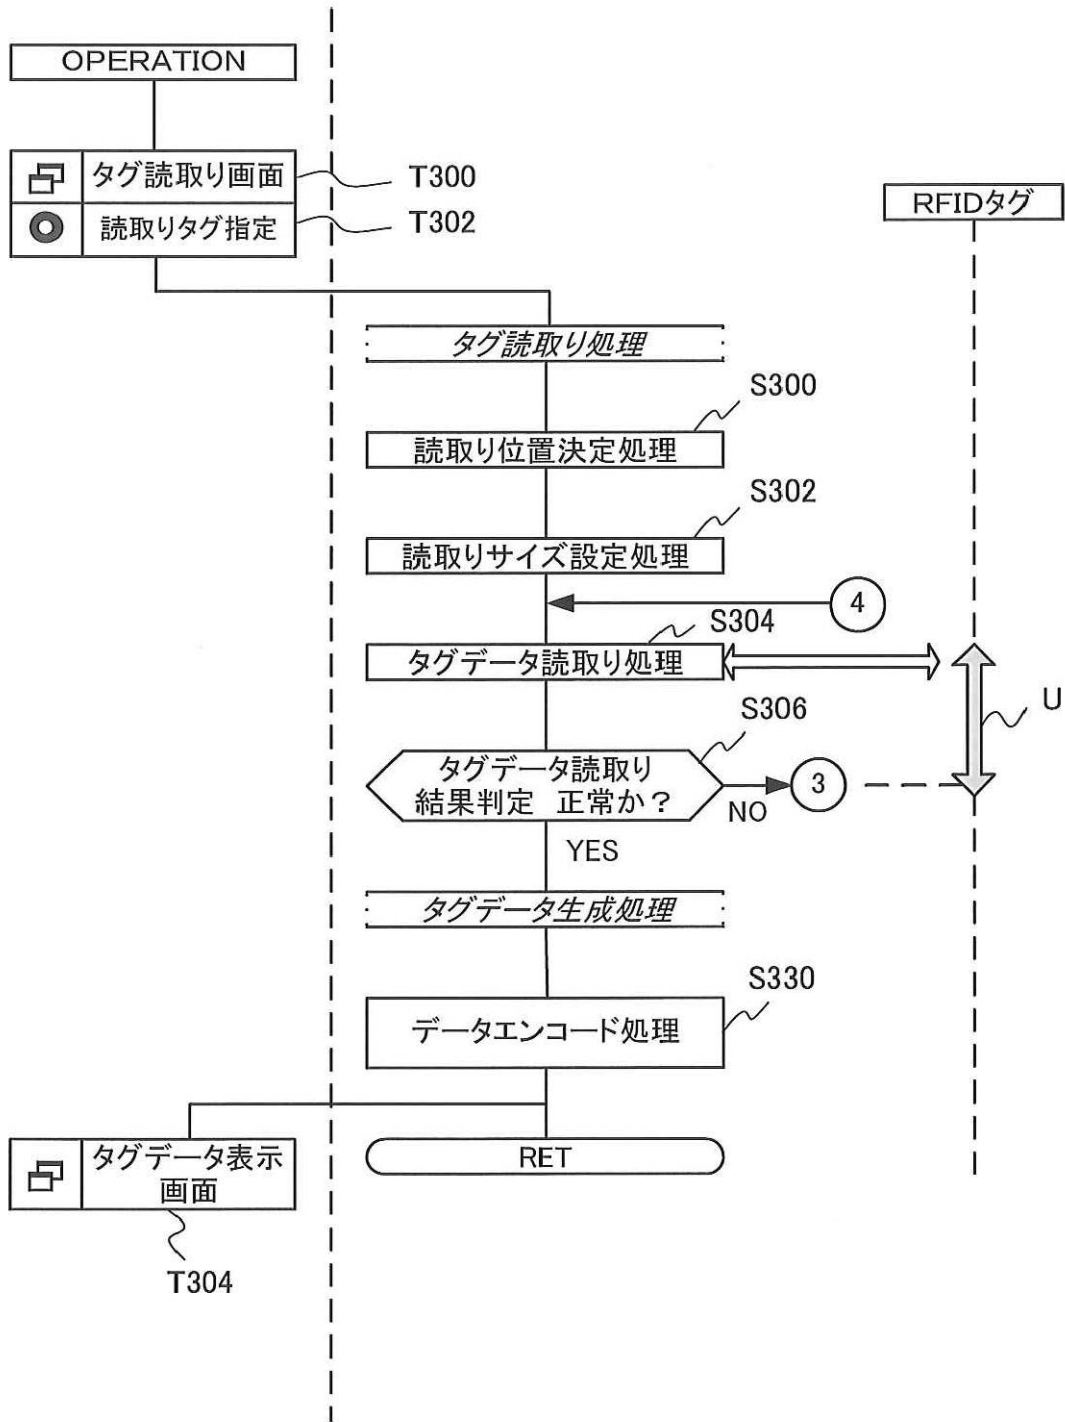 OPERATION
タグ読取り画面
T300
読取りタグ指定
T302
RFIDタグ
タグ読取り処理
S300
読取り位置決定処理
S302
読取りサイズ設定処理
4
S304
タグデータ読取り処理
U
S306
タグデータ読取り
結果判定 正常か？
NO
3
YES
タグデータ生成処理
S330
データエンコード処理
タグデータ表示
画面
RET
T304